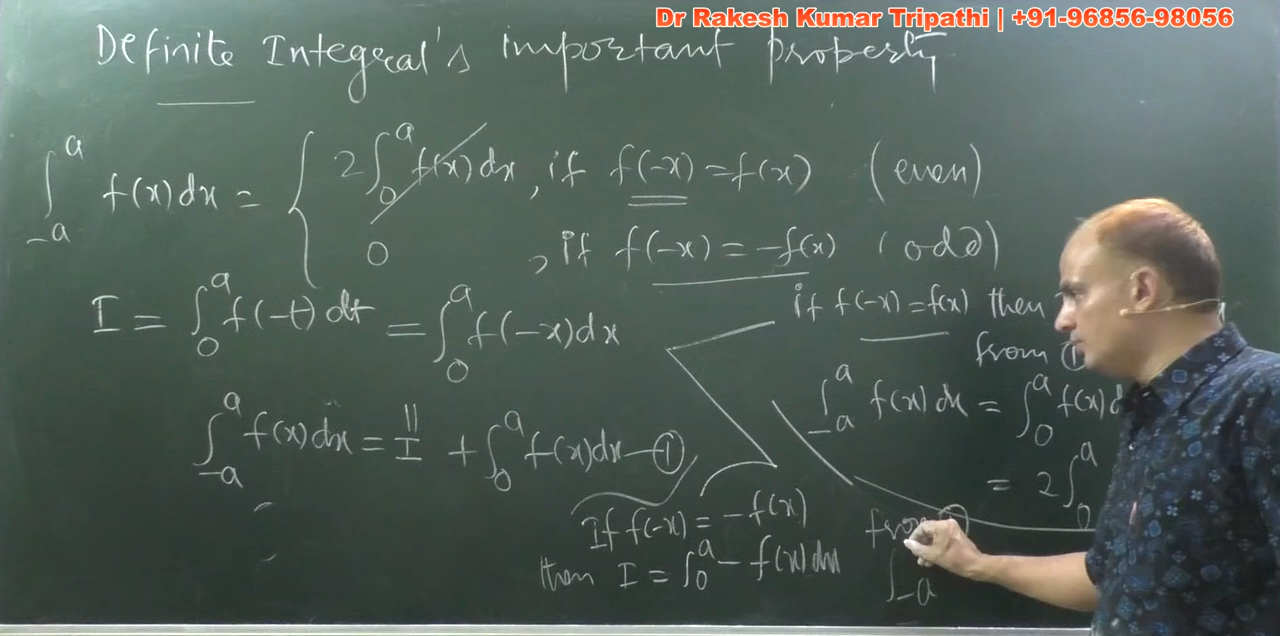 Dr Rakesh Kumar Tripathi | +91-96856-98056
Definite Integral's important property
∫_{-a}^{a} f(x)dx = { 2∫_0^a f(x)dx , if f(-x) = f(x) (even)
0 , if f(-x) = -f(x) (odd)
I = ∫_0^a f(-t) dt = ∫_0^a f(-x)dx
if f(-x) = f(x) then
from ①
∫_{-a}^{a} f(x)dx = ∫_0^a f(x)d
= 2∫_0^a
∫_{-a}^{a} f(x)dx = I + ∫_0^a f(x)dx — ①
If f(-x) = -f(x)
then I = ∫_0^a - f(x)dx
from
∫_{-a}